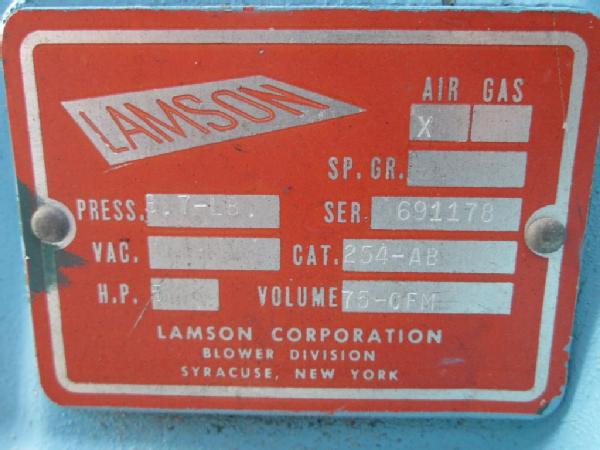 LAMSON
AIR GAS
X
SP. GR.
PRESS. SER 691178
VAC. CAT. 254-AB
H.P. VOLUME 75-CFM
LAMSON CORPORATION
BLOWER DIVISION
SYRACUSE, NEW YORK